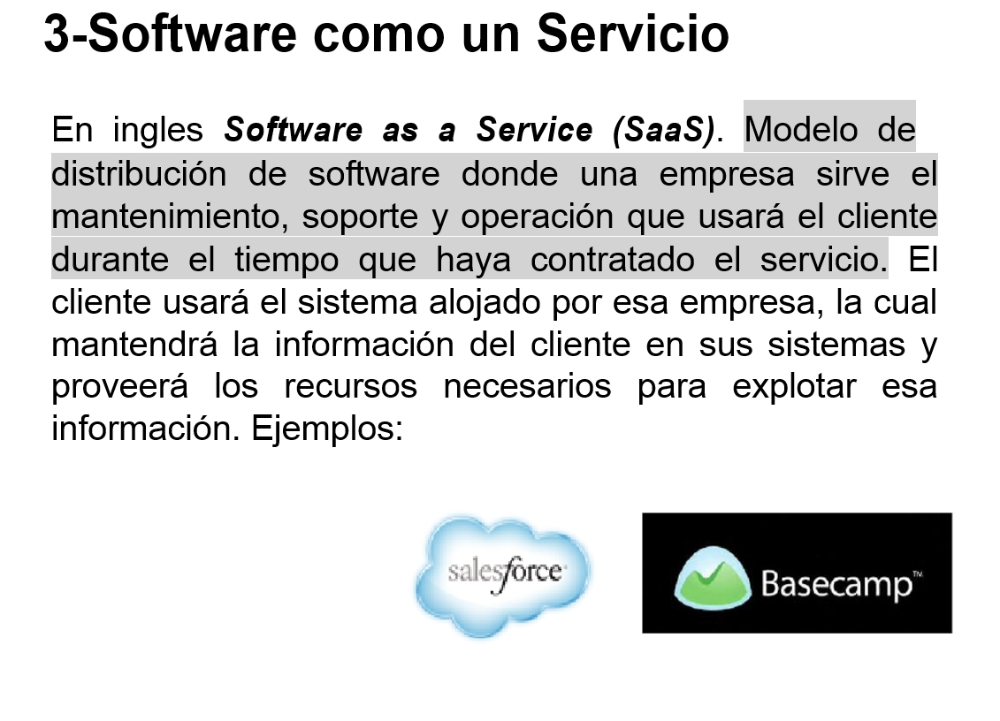 3-Software como un Servicio
En ingles Software as a Service (SaaS). Modelo de
distribución de software donde una empresa sirve el
mantenimiento, soporte y operación que usará el cliente
durante el tiempo que haya contratado el servicio. El
cliente usará el sistema alojado por esa empresa, la cual
mantendrá la información del cliente en sus sistemas y
proveerá los recursos necesarios para explotar esa
información. Ejemplos:
salesforce
Basecamp™